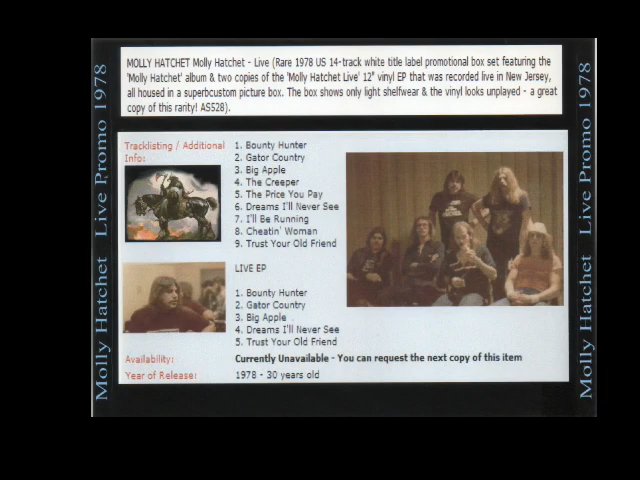 MOLLY HATCHET Molly Hatchet - Live (Rare 1978 US 14-track white title label promotional box set featuring the
'Molly Hatchet' album & two copies of the 'Molly Hatchet Live' 12" vinyl EP that was recorded live in New Jersey,
all housed in a superbcustom picture box. The box shows only light shelfwear & the vinyl looks unplayed - a great
copy of this rarity! AS528).
Molly Hatchet Live Promo 1978
Tracklisting / Additional
Info:
1. Bounty Hunter
2. Gator Country
3. Big Apple
4. The Creeper
5. The Price You Pay
6. Dreams I'll Never See
7. I'll Be Running
8. Cheatin' Woman
9. Trust Your Old Friend
LIVE EP
1. Bounty Hunter
2. Gator Country
3. Big Apple
4. Dreams I'll Never See
5. Trust Your Old Friend
Availability: Currently Unavailable - You can request the next copy of this item
Year of Release: 1978 - 30 years old
Molly Hatchet Live Promo 1978